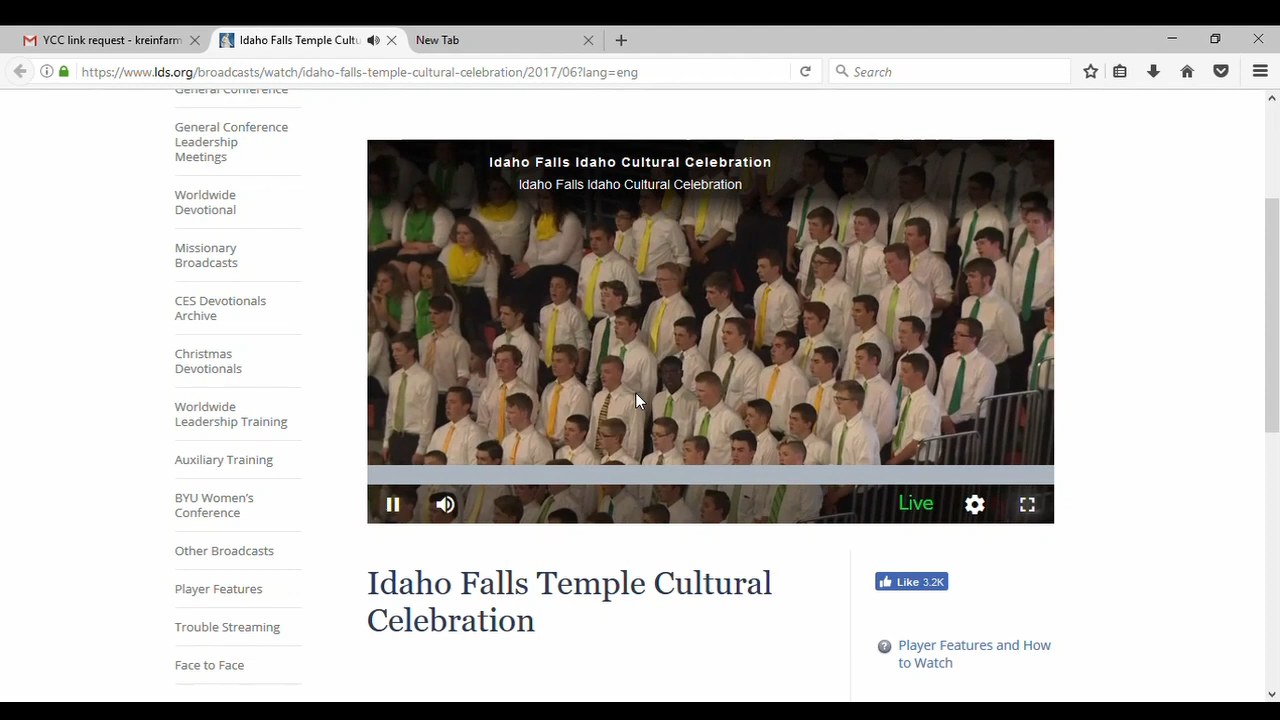 YCC link request - kreinfarm
Idaho Falls Temple Cultu
New Tab
https://www.lds.org/broadcasts/watch/idaho-falls-temple-cultural-celebration/2017/06?lang=eng
Search
General Conference
General Conference
Leadership
Meetings
Worldwide
Devotional
Missionary
Broadcasts
CES Devotionals
Archive
Christmas
Devotionals
Worldwide
Leadership Training
Auxiliary Training
BYU Women's
Conference
Other Broadcasts
Player Features
Trouble Streaming
Face to Face
Idaho Falls Idaho Cultural Celebration
Idaho Falls Idaho Cultural Celebration
Live
Idaho Falls Temple Cultural
Celebration
Like 3.2K
Player Features and How
to Watch